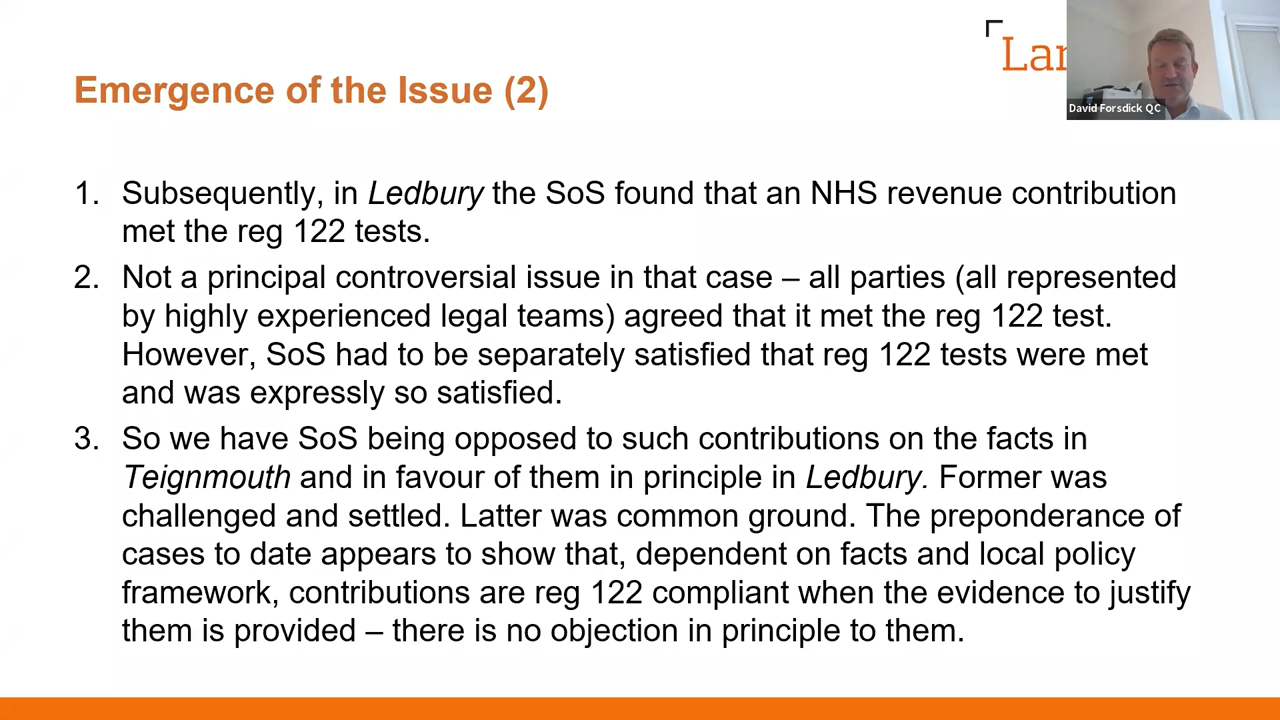 Lan
David Forsdick QC
Emergence of the Issue (2)
1. Subsequently, in Ledbury the SoS found that an NHS revenue contribution
met the reg 122 tests.
2. Not a principal controversial issue in that case – all parties (all represented
by highly experienced legal teams) agreed that it met the reg 122 test.
However, SoS had to be separately satisfied that reg 122 tests were met
and was expressly so satisfied.
3. So we have SoS being opposed to such contributions on the facts in
Teignmouth and in favour of them in principle in Ledbury. Former was
challenged and settled. Latter was common ground. The preponderance of
cases to date appears to show that, dependent on facts and local policy
framework, contributions are reg 122 compliant when the evidence to justify
them is provided – there is no objection in principle to them.